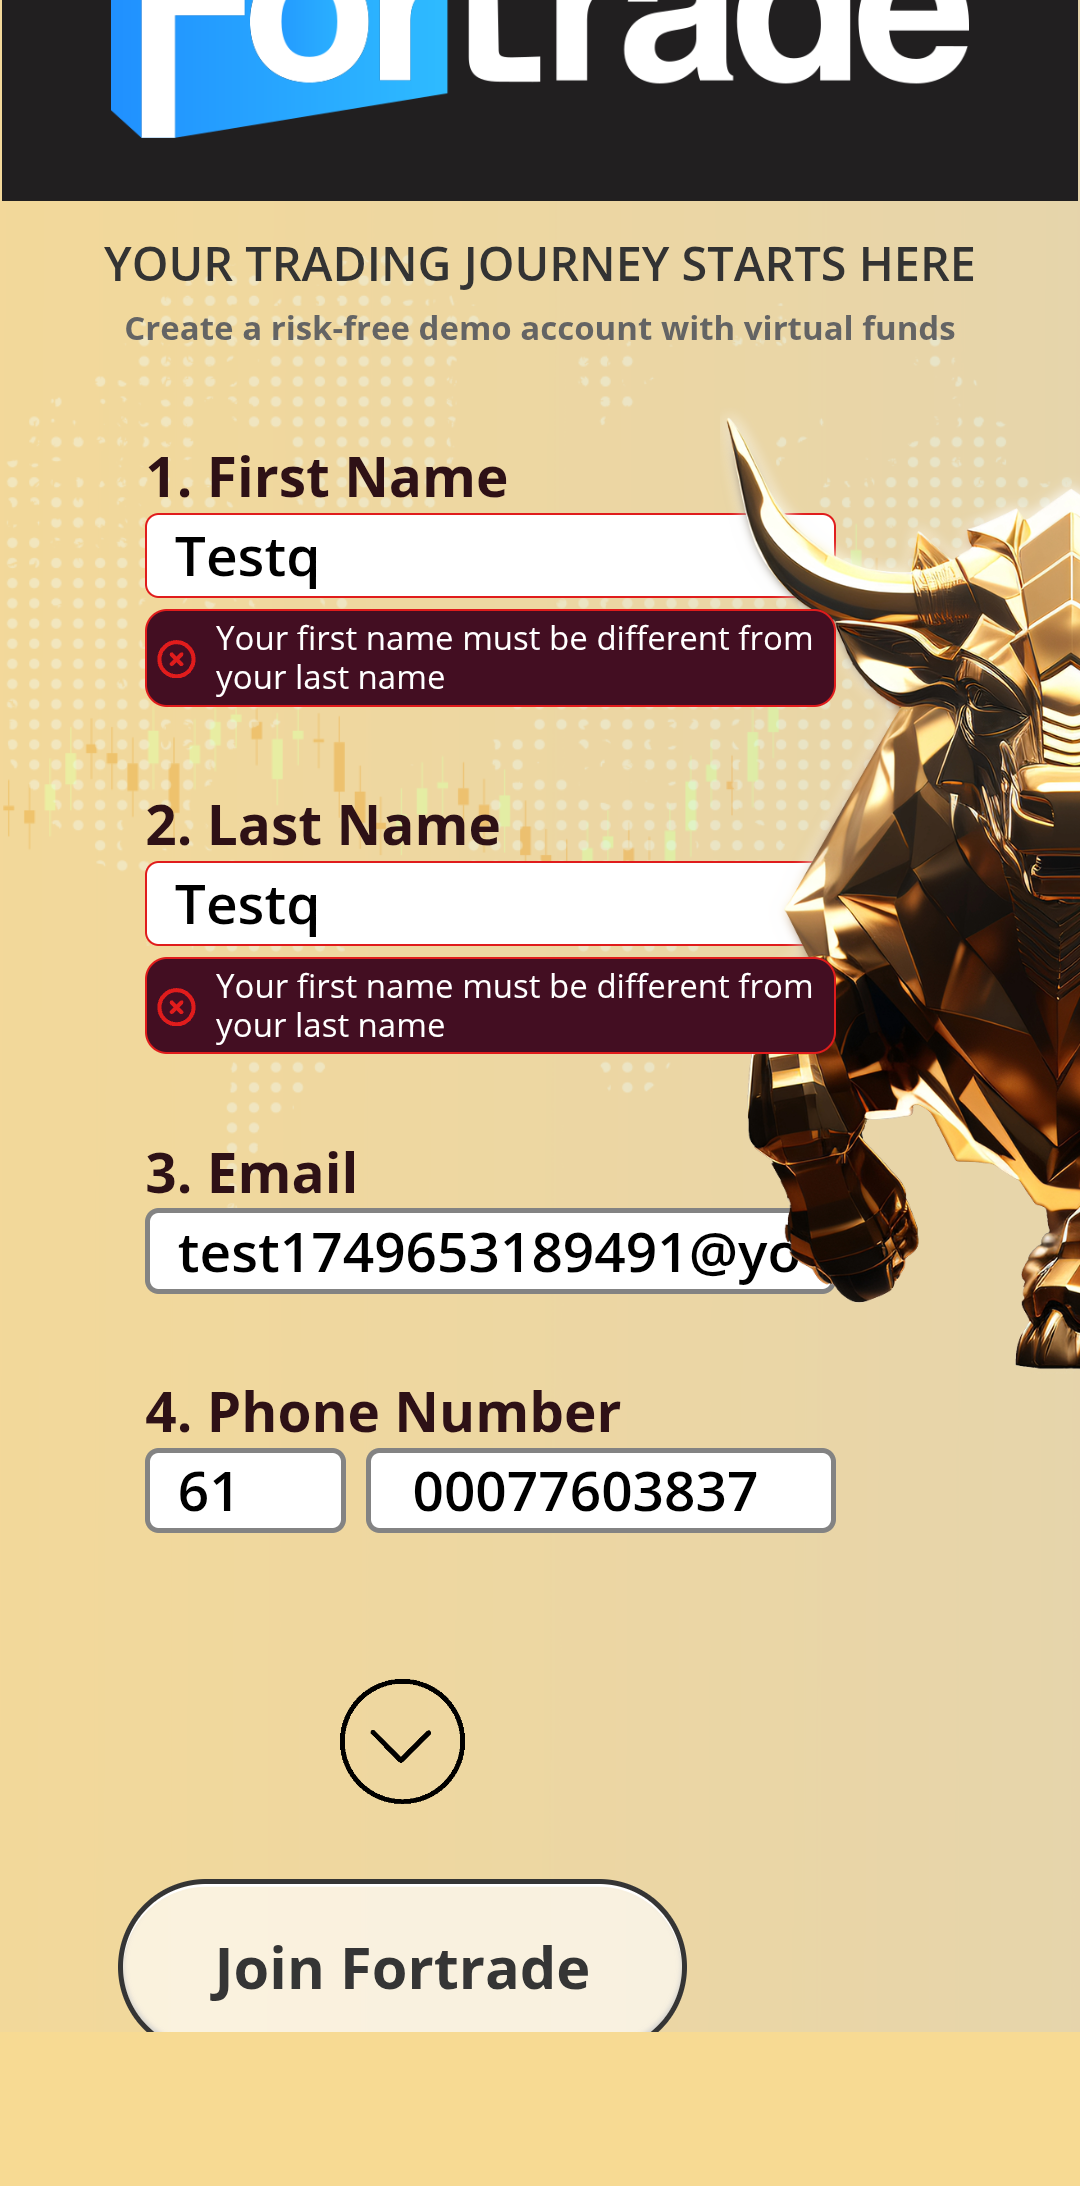 Fortrade
YOUR TRADING JOURNEY STARTS HERE
Create a risk-free demo account with virtual funds
1. First Name
Testq
Your first name must be different from
your last name
2. Last Name
Testq
Your first name must be different from
your last name
3. Email
test1749653189491@yo
4. Phone Number
61 00077603837
Join Fortrade